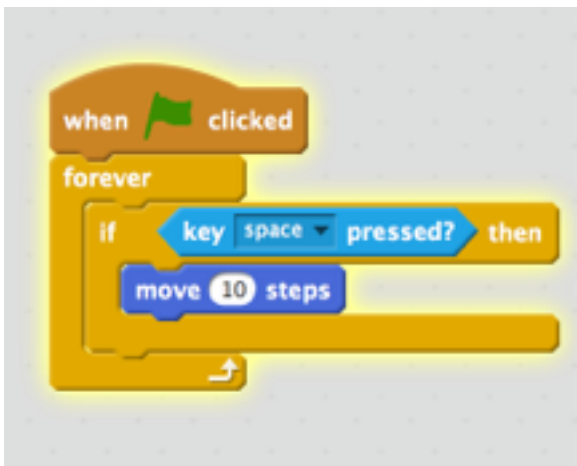 when clicked
forever
if key space pressed? then
move 10 steps